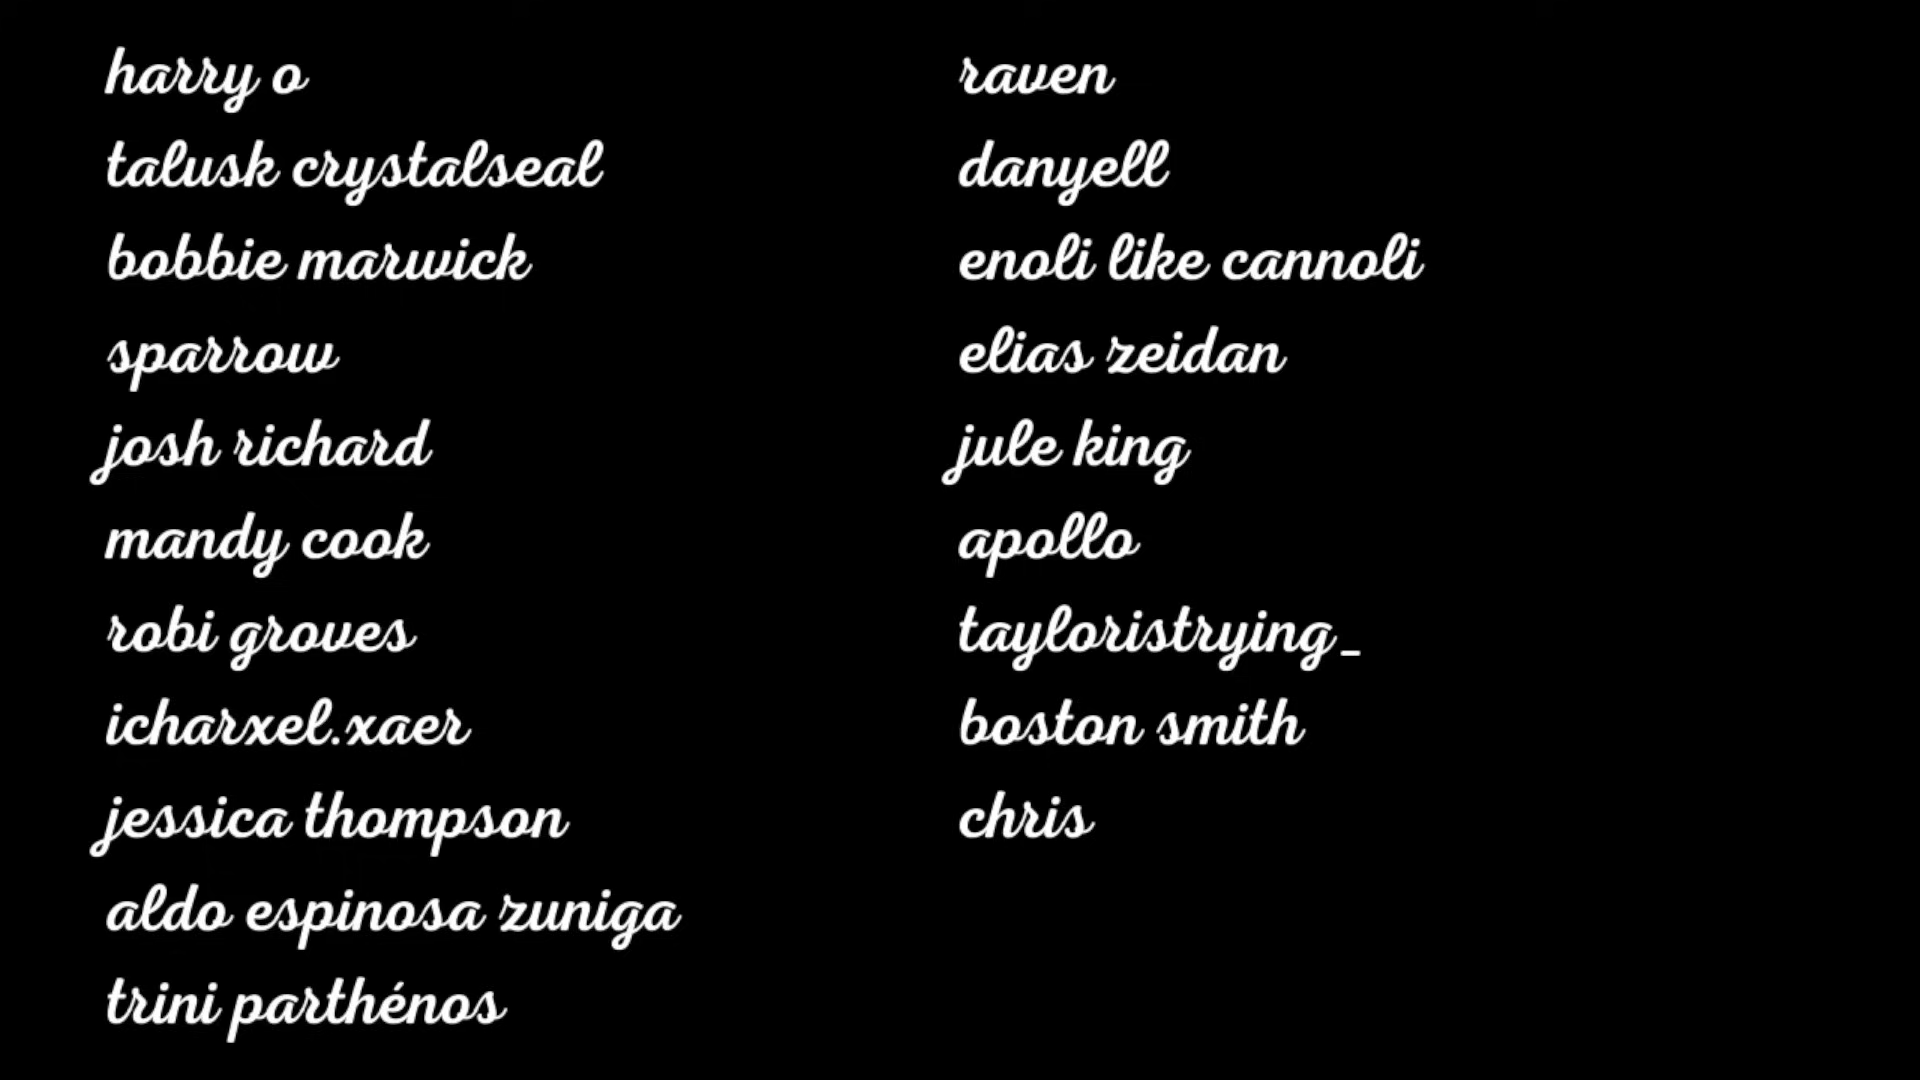 harry o
talusk crystalseal
bobbie marwick
sparrow
josh richard
mandy cook
robi groves
icharxel.xaer
jessica thompson
aldo espinosa zuniga
trini parthénos
raven
danyell
enoli like cannoli
elias zeidan
jule king
apollo
tayloristrying_
boston smith
chris